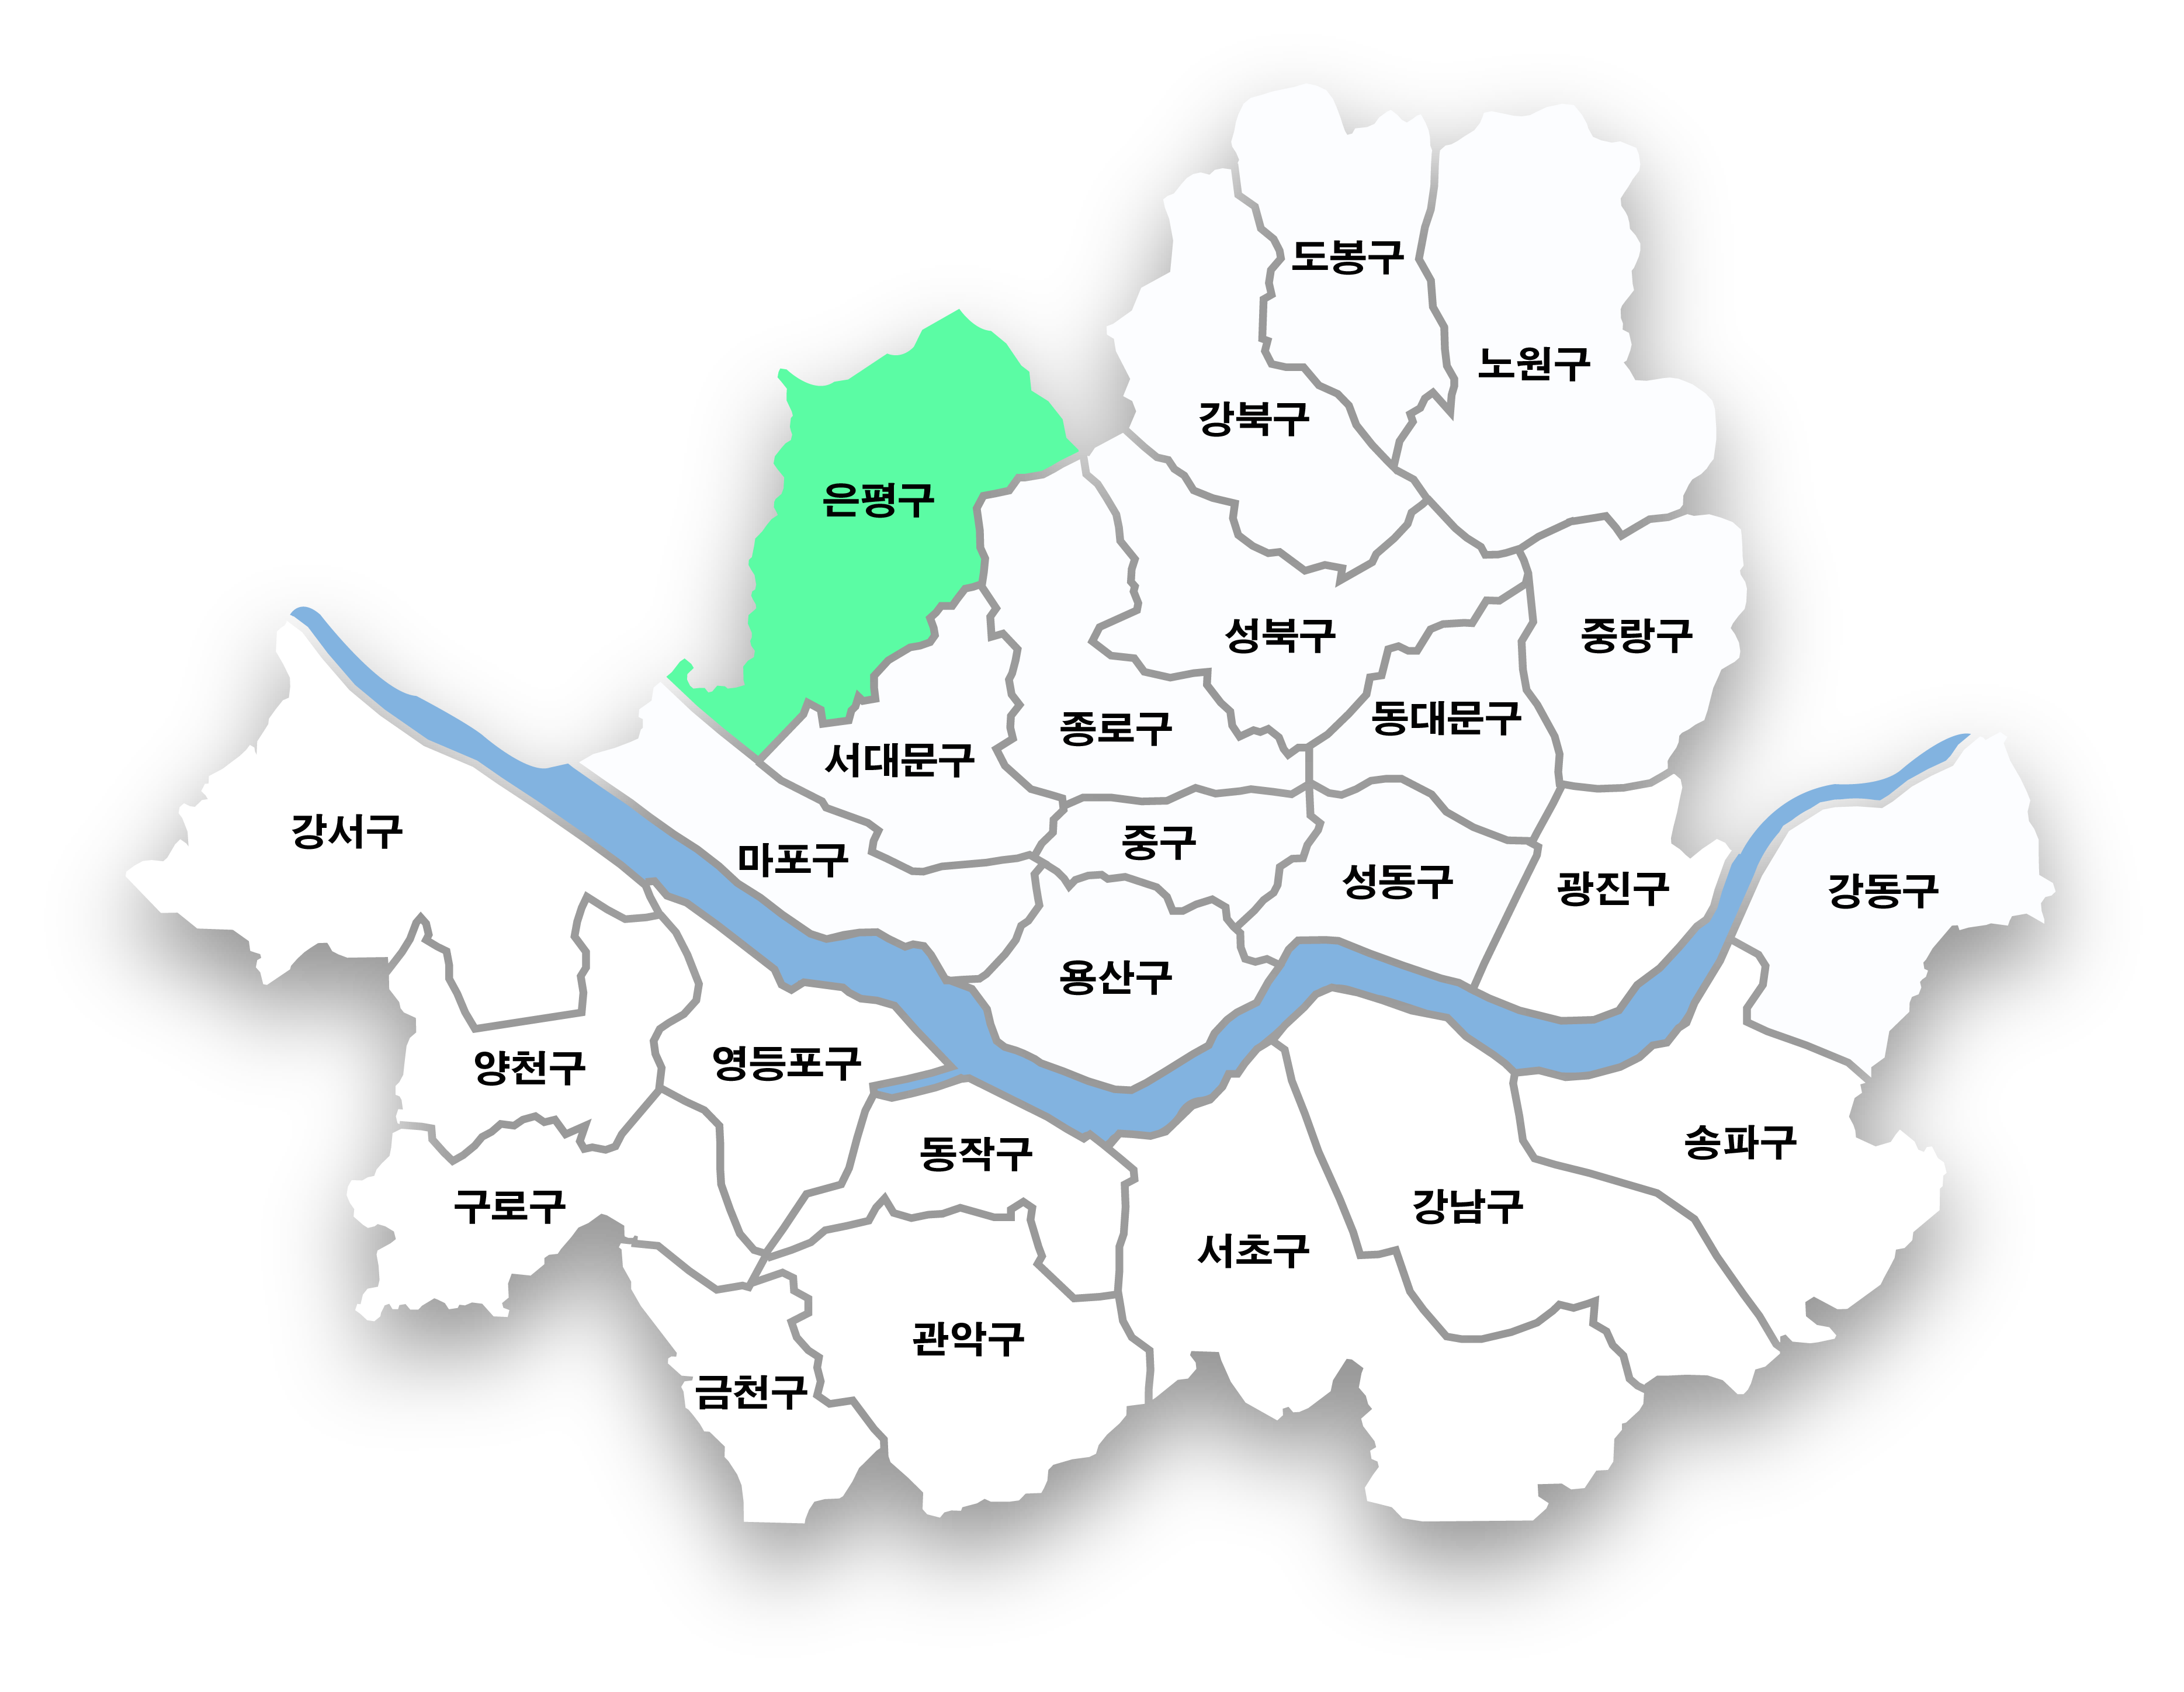 도봉구
노원구
강북구
은평구
성북구
중랑구
동대문구
종로구
서대문구
강서구
중구
마포구
성동구
광진구
강동구
용산구
양천구
영등포구
송파구
동작구
구로구
강남구
서초구
관악구
금천구